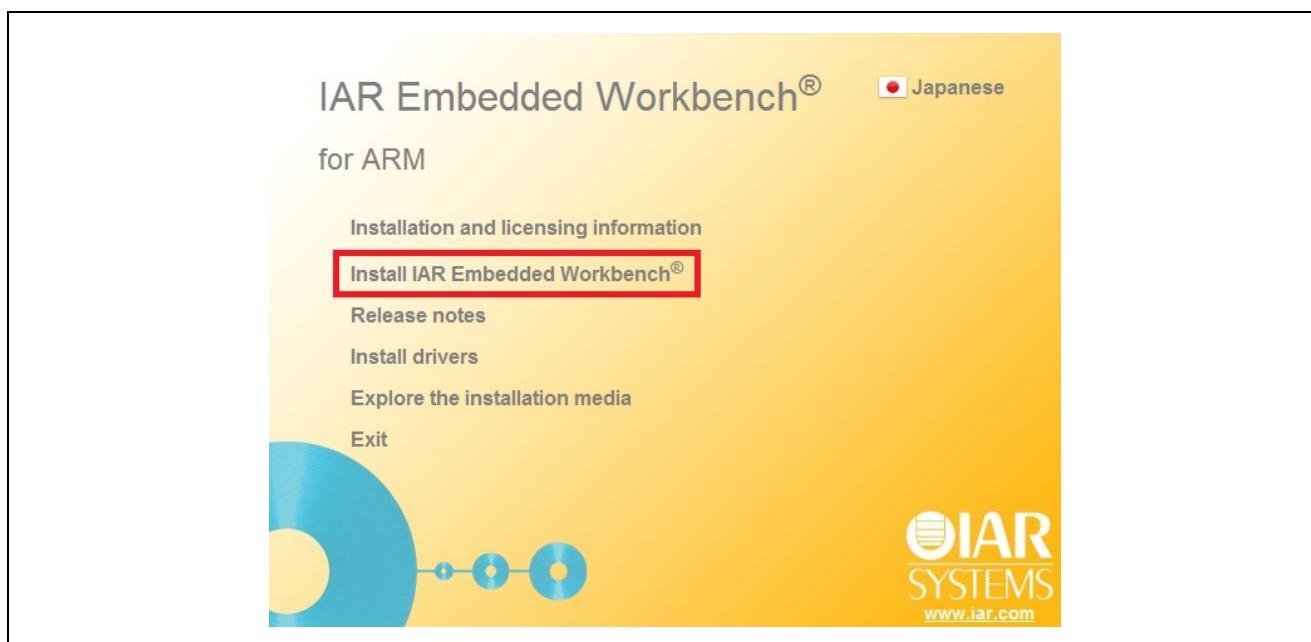 IAR Embedded Workbench®
Japanese
for ARM
Installation and licensing information
Install IAR Embedded Workbench®
Release notes
Install drivers
Explore the installation media
Exit
IAR
SYSTEMS
www.iar.com